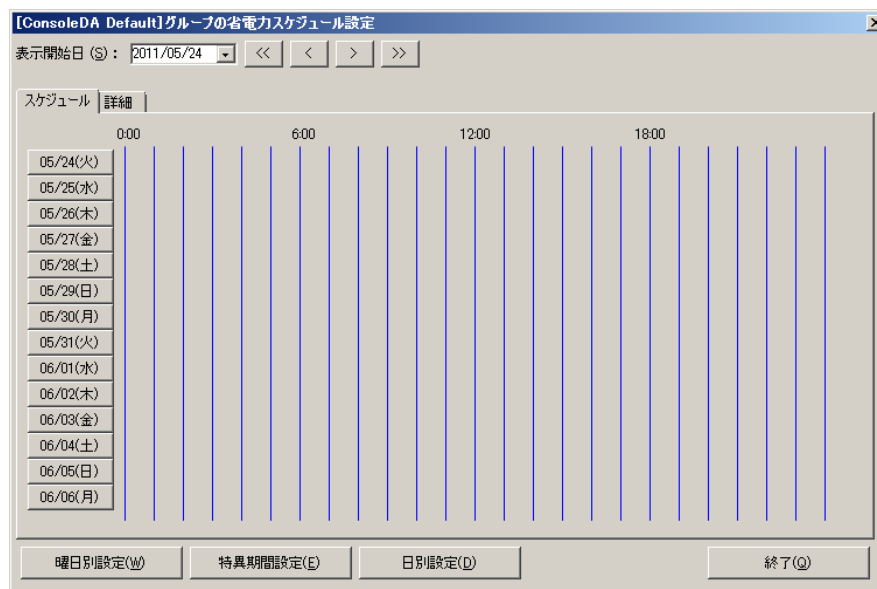 [ConsoleDA Default]グループの省電力スケジュール設定
表示開始日(S)： 2011/05/24 << < > >>
スケジュール 詳細
0:00 6:00 12:00 18:00
05/24(火)
05/25(水)
05/26(木)
05/27(金)
05/28(土)
05/29(日)
05/30(月)
05/31(火)
06/01(水)
06/02(木)
06/03(金)
06/04(土)
06/05(日)
06/06(月)
曜日別設定(W) 特異期間設定(E) 日別設定(D) 終了(Q)